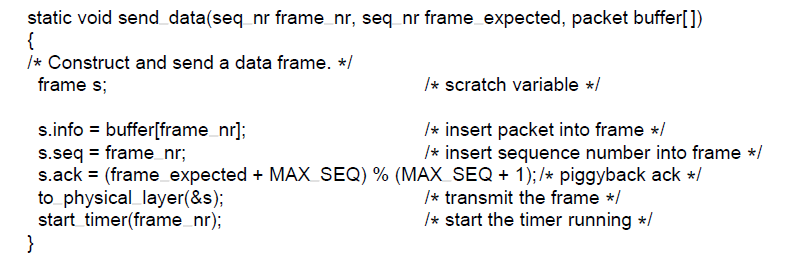 static void send_data(seq_nr frame_nr, seq_nr frame_expected, packet buffer[])
{
/* Construct and send a data frame. */
frame s; /* scratch variable */
s.info = buffer[frame_nr]; /* insert packet into frame */
s.seq = frame_nr; /* insert sequence number into frame */
s.ack = (frame_expected + MAX_SEQ) % (MAX_SEQ + 1);/* piggyback ack */
to_physical_layer(&s); /* transmit the frame */
start_timer(frame_nr); /* start the timer running */
}